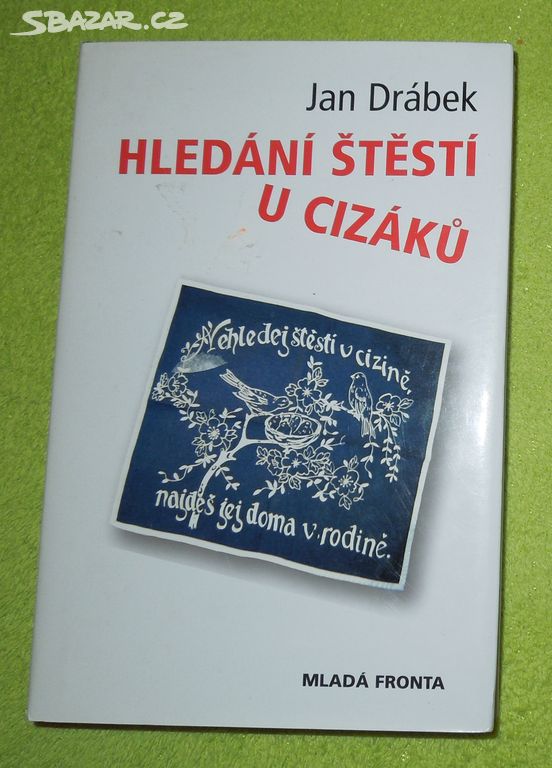 SBAZAR.CZ
Jan Drábek
HLEDÁNÍ ŠTĚSTÍ
U CIZÁKŮ
Nehledej štěstí v cizině,
najdeš jej doma v rodině.
MLADÁ FRONTA